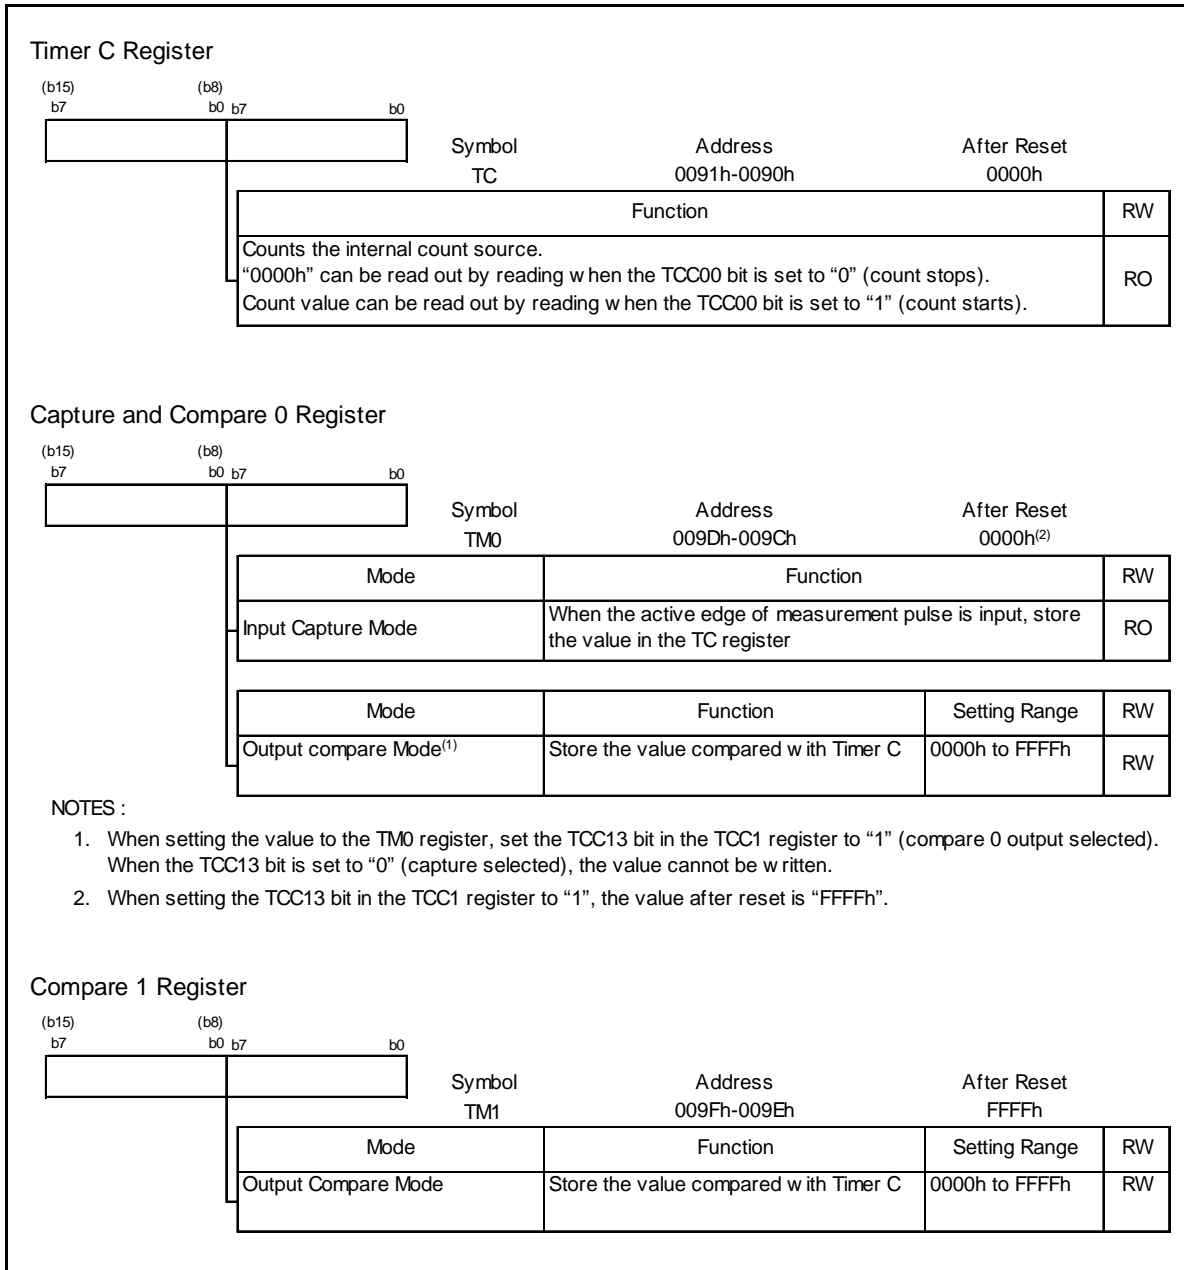 Timer C Register
(b15) (b8)
b7 b0 b7 b0
Symbol Address After Reset
TC 0091h-0090h 0000h
Function RW
Counts the internal count source.
“0000h” can be read out by reading when the TCC00 bit is set to “0” (count stops).
Count value can be read out by reading when the TCC00 bit is set to “1” (count starts).
RO
Capture and Compare 0 Register
(b15) (b8)
b7 b0 b7 b0
Symbol Address After Reset
TM0 009Dh-009Ch 0000h(2)
Mode Function RW
Input Capture Mode
When the active edge of measurement pulse is input, store
the value in the TC register
RO
Mode Function Setting Range RW
Output compare Mode(1) Store the value compared with Timer C 0000h to FFFFh RW
NOTES :
1. When setting the value to the TM0 register, set the TCC13 bit in the TCC1 register to “1” (compare 0 output selected).
When the TCC13 bit is set to “0” (capture selected), the value cannot be written.
2. When setting the TCC13 bit in the TCC1 register to “1”, the value after reset is “FFFFh”.
Compare 1 Register
(b15) (b8)
b7 b0 b7 b0
Symbol Address After Reset
TM1 009Fh-009Eh FFFFh
Mode Function Setting Range RW
Output Compare Mode Store the value compared with Timer C 0000h to FFFFh RW